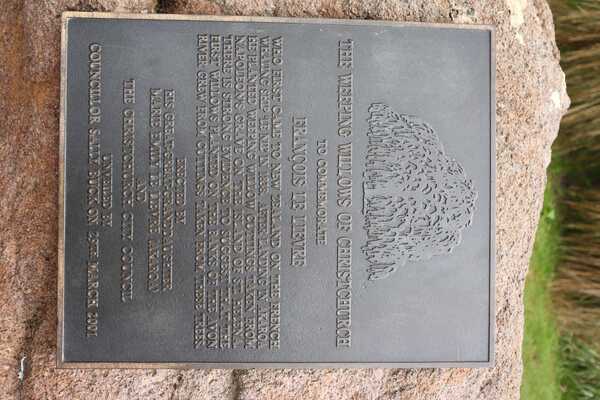 THE WEEPING WILLOWS OF CHRISTCHURCH
TO COMMEMORATE
FRANÇOIS LE LIEVRE
WHO FIRST CAME TO NEW ZEALAND ON THE FRENCH
WHALING SHIP 'LE NIL' IN 1838. AFTER LANDING IN AKAROA
HE PLANTED WEEPING WILLOW CUTTINGS TAKEN FROM
NAPOLEON'S GRAVE ON THE ISLAND OF ST HELENA.
THERE IS STRONG EVIDENCE TO SUGGEST THAT THE
FIRST WILLOWS PLANTED ON THE BANKS OF THE AVON
RIVER GREW FROM CUTTINGS TAKEN FROM THESE TREES.
ERECTED BY
HIS GREAT-GREAT-GRANDDAUGHTER
MARIE EMILY LE LIEVRE (AKAROA)
AND
THE CHRISTCHURCH CITY COUNCIL
UNVEILED BY
COUNCILLOR SALLY BUCK ON 25TH MARCH 2001